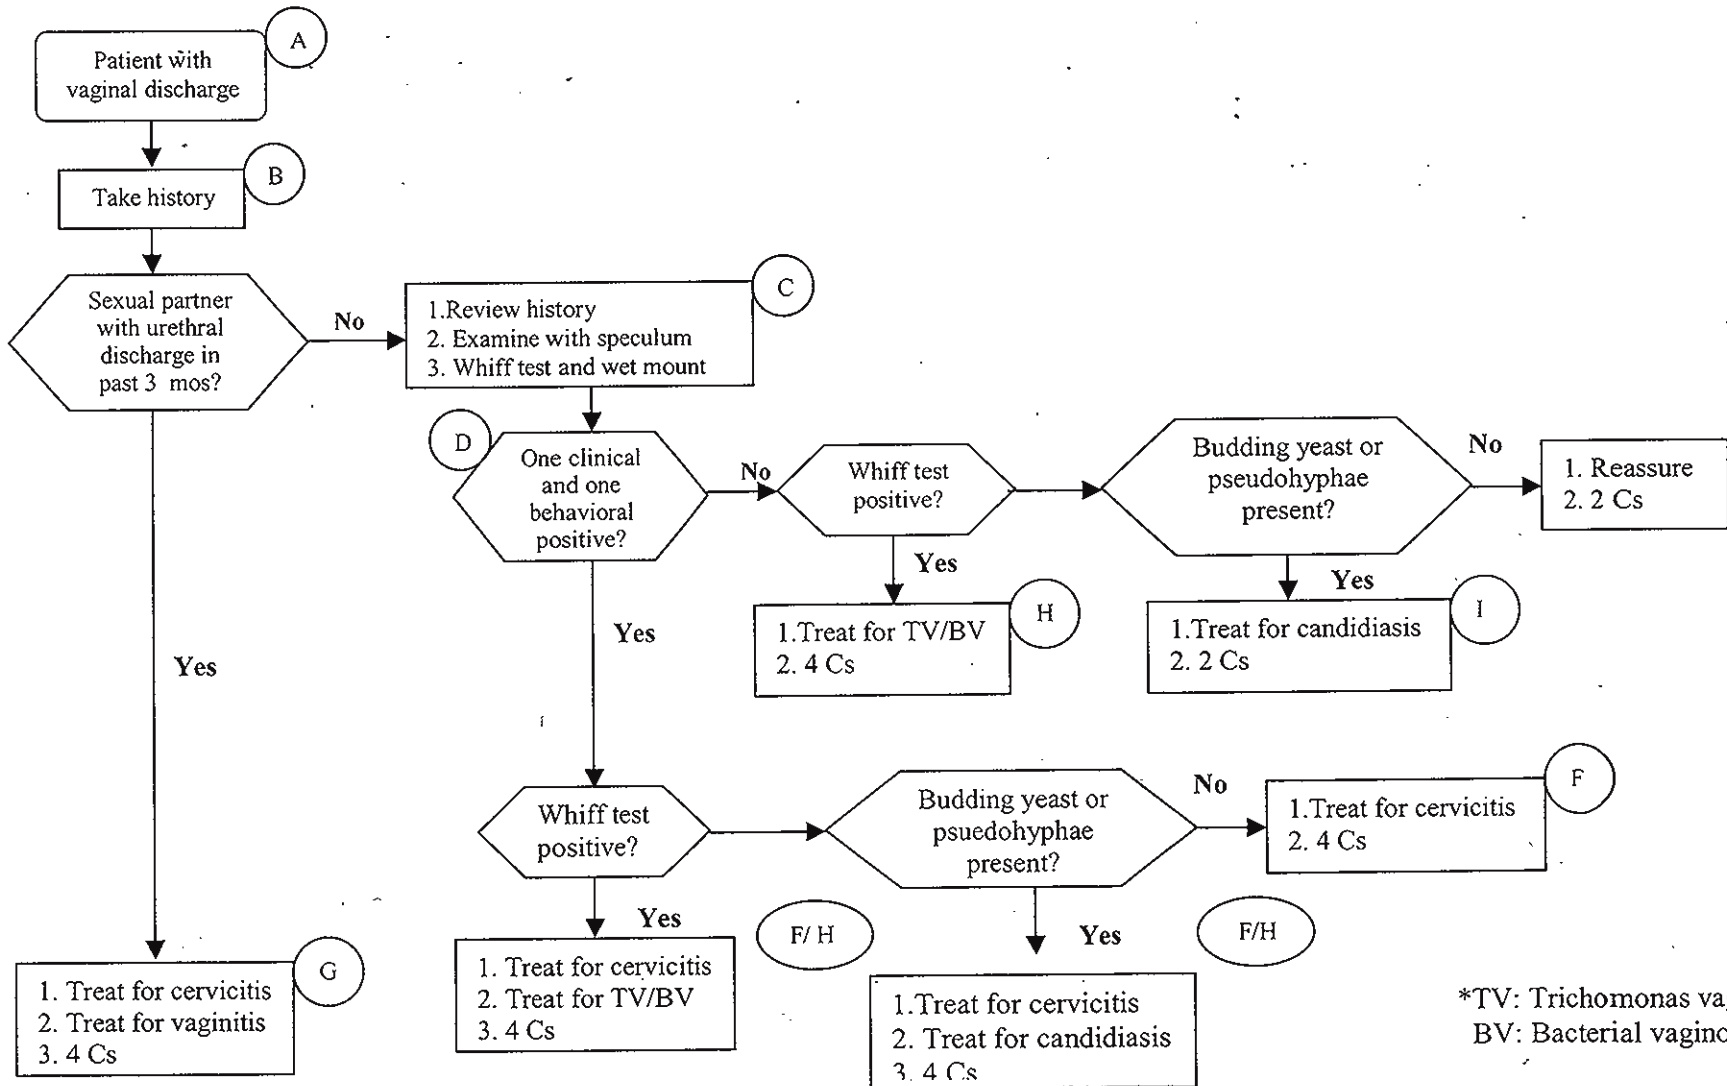 A
Patient with
vaginal discharge
B
Take history
Sexual partner
with urethral
discharge in
past 3 mos?
No
C
1.Review history
2. Examine with speculum
3. Whiff test and wet mount
D
One clinical
and one
behavioral
positive?
No
Whiff test
positive?
Budding yeast or
pseudohyphae
present?
No
1. Reassure
2. 2 Cs
Yes
H
1.Treat for TV/BV
2. 4 Cs
Yes
I
1.Treat for candidiasis
2. 2 Cs
Yes
Yes
Whiff test
positive?
Budding yeast or
psuedohyphae
present?
No
F
1.Treat for cervicitis
2. 4 Cs
Yes
F/ H
Yes
F/H
G
1. Treat for cervicitis
2. Treat for vaginitis
3. 4 Cs
1. Treat for cervicitis
2. Treat for TV/BV
3. 4 Cs
1.Treat for cervicitis
2. Treat for candidiasis
3. 4 Cs
*TV: Trichomonas va
BV: Bacterial vagino